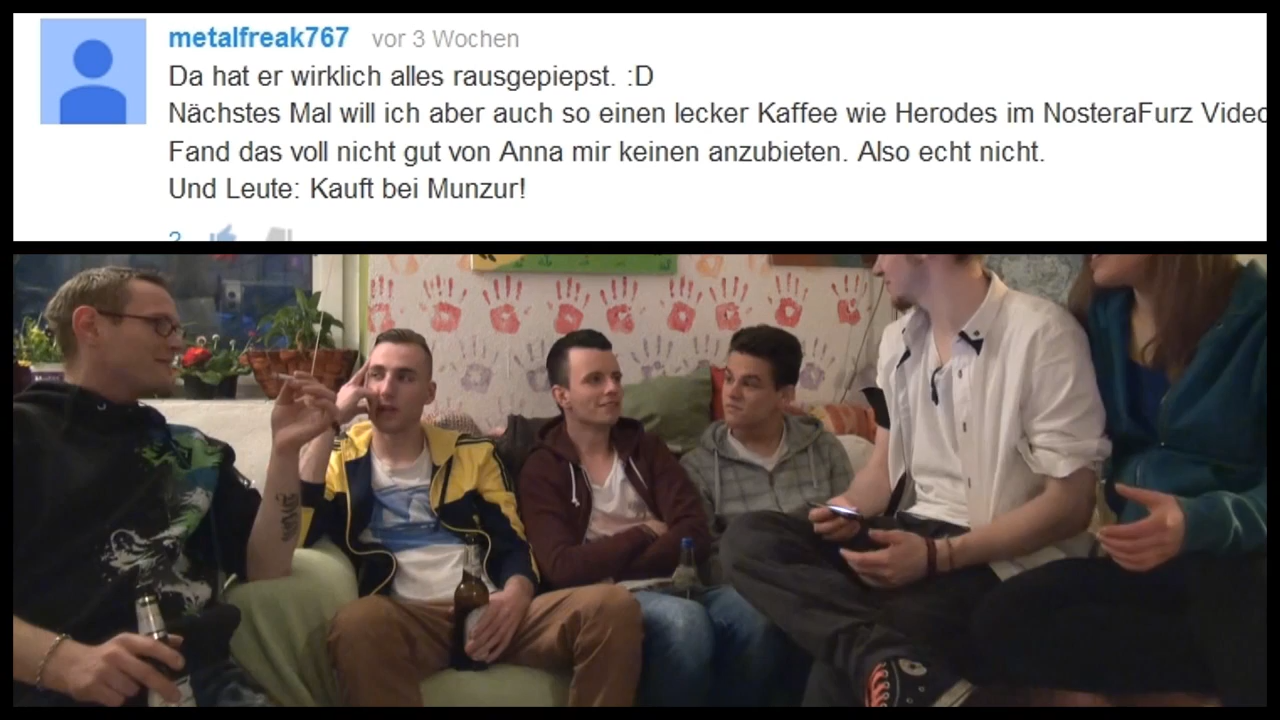 metalfreak767 vor 3 Wochen
Da hat er wirklich alles rausgepiepst. :D
Nächstes Mal will ich aber auch so einen lecker Kaffee wie Herodes im NosteraFurz Video
Fand das voll nicht gut von Anna mir keinen anzubieten. Also echt nicht.
Und Leute: Kauft bei Munzur!